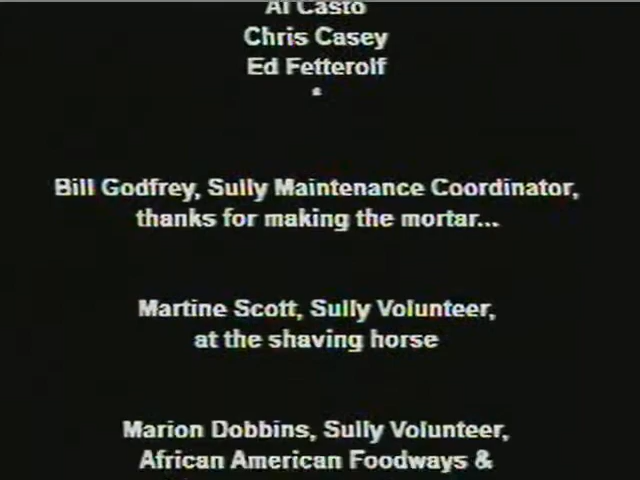 Al Casto
Chris Casey
Ed Fetterolf
*
Bill Godfrey, Sully Maintenance Coordinator,
thanks for making the mortar...
Martine Scott, Sully Volunteer,
at the shaving horse
Marion Dobbins, Sully Volunteer,
African American Foodways &